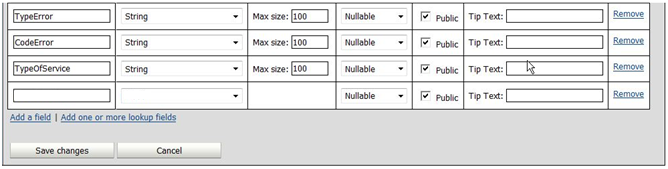 TypeError String Max size: 100 Nullable Public Tip Text: Remove
CodeError String Max size: 100 Nullable Public Tip Text: Remove
TypeOfService String Max size: 100 Nullable Public Tip Text: Remove
Nullable Public Tip Text: Remove
Add a field | Add one or more lookup fields
Save changes Cancel